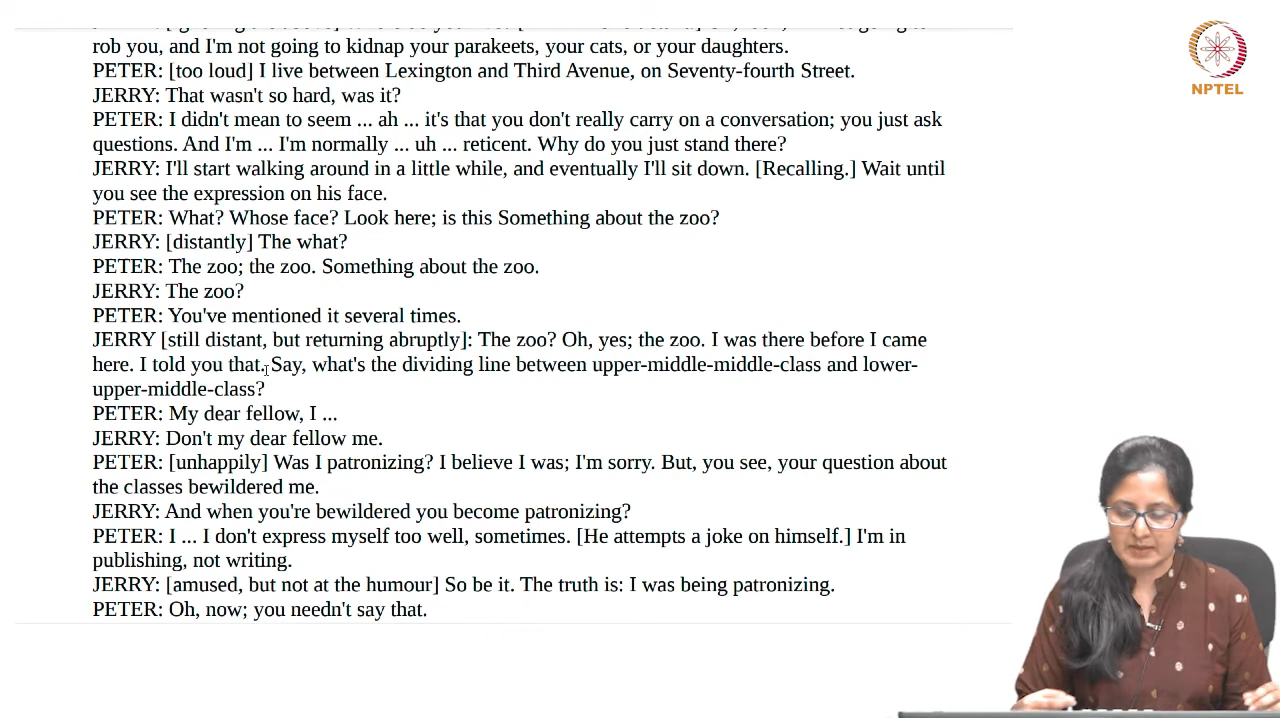 rob you, and I'm not going to kidnap your parakeets, your cats, or your daughters.
PETER: [too loud] I live between Lexington and Third Avenue, on Seventy-fourth Street.
JERRY: That wasn't so hard, was it?
PETER: I didn't mean to seem ... ah ... it's that you don't really carry on a conversation; you just ask
questions. And I'm ... I'm normally ... uh ... reticent. Why do you just stand there?
JERRY: I'll start walking around in a little while, and eventually I'll sit down. [Recalling.] Wait until
you see the expression on his face.
PETER: What? Whose face? Look here; is this Something about the zoo?
JERRY: [distantly] The what?
PETER: The zoo; the zoo. Something about the zoo.
JERRY: The zoo?
PETER: You've mentioned it several times.
JERRY [still distant, but returning abruptly]: The zoo? Oh, yes; the zoo. I was there before I came
here. I told you that. Say, what's the dividing line between upper-middle-middle-class and lower-
upper-middle-class?
PETER: My dear fellow, I ...
JERRY: Don't my dear fellow me.
PETER: [unhappily] Was I patronizing? I believe I was; I'm sorry. But, you see, your question about
the classes bewildered me.
JERRY: And when you're bewildered you become patronizing?
PETER: I ... I don't express myself too well, sometimes. [He attempts a joke on himself.] I'm in
publishing, not writing.
JERRY: [amused, but not at the humour] So be it. The truth is: I was being patronizing.
PETER: Oh, now; you needn't say that.
NPTEL